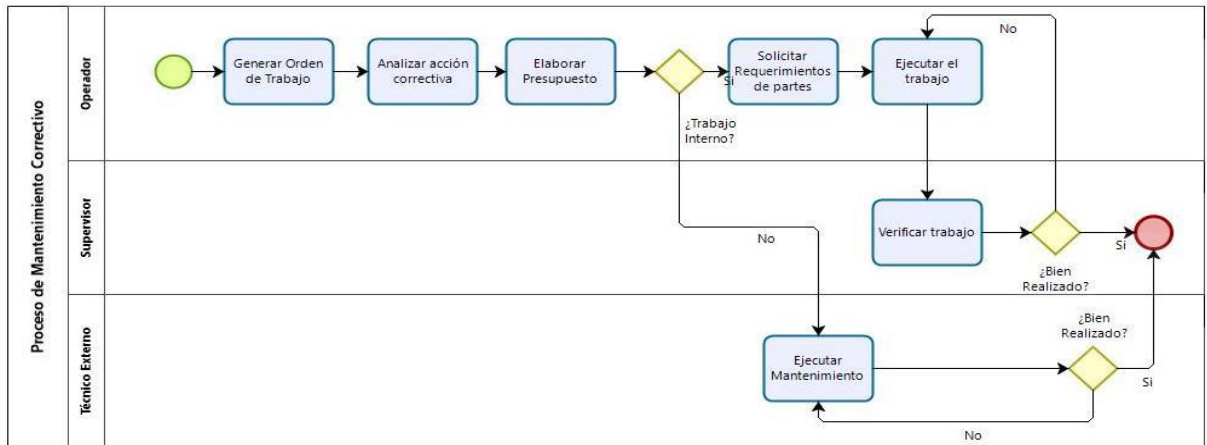 Proceso de Mantenimiento Correctivo
Operador
Generar Orden
de Trabajo
Analizar acción
correctiva
Elaborar
Presupuesto
¿Trabajo
Interno?
Si
Solicitar
Requerimientos
de partes
Ejecutar el
trabajo
No
Supervisor
No
Verificar trabajo
¿Bien
Realizado?
Si
Técnico Externo
Ejecutar
Mantenimiento
¿Bien
Realizado?
Si
No